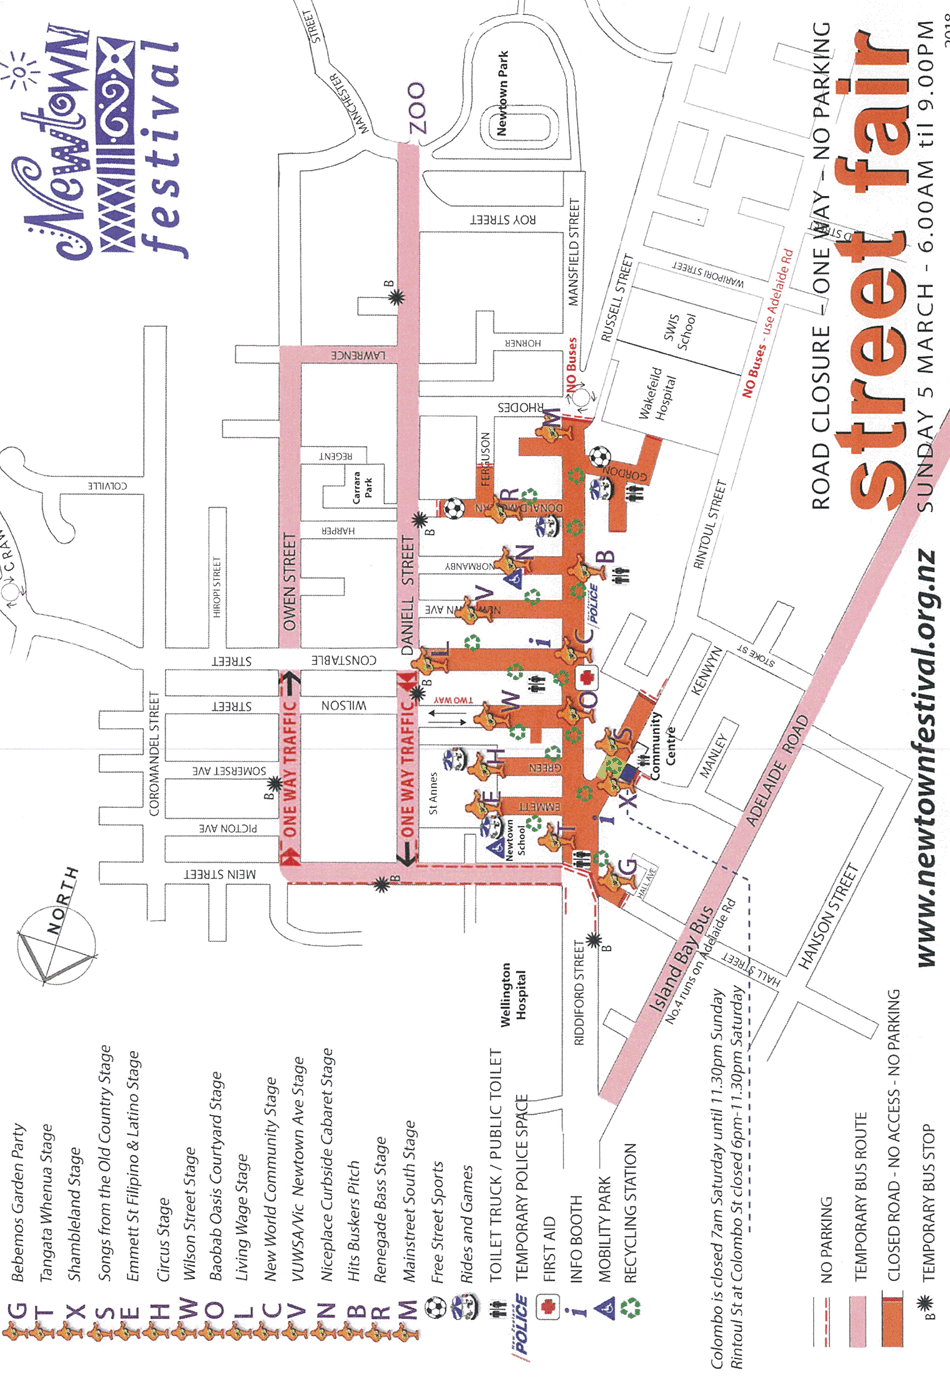 Newtown
festival
ROAD CLOSURE – ONE WAY – NO PARKING
street fair
SUNDAY 5 MARCH - 6.00AM til 9.00PM
2018
www.newtownfestival.org.nz
NORTH
G Bebemos Garden Party
T Tangata Whenua Stage
X Shambleland Stage
S Songs from the Old Country Stage
E Emmett St Filipino & Latino Stage
H Circus Stage
W Wilson Street Stage
O Baobab Oasis Courtyard Stage
L Living Wage Stage
C New World Community Stage
V VUWSA/Vic Newtown Ave Stage
N Niceplace Curbside Cabaret Stage
B Hits Buskers Pitch
R Renegade Bass Stage
M Mainstreet South Stage
Free Street Sports
Rides and Games
TOILET TRUCK / PUBLIC TOILET
POLICE TEMPORARY POLICE SPACE
FIRST AID
i INFO BOOTH
MOBILITY PARK
RECYCLING STATION
Colombo is closed 7am Saturday until 11.30pm Sunday
Rintoul St at Colombo St closed 6pm-11.30pm Saturday
NO PARKING
TEMPORARY BUS ROUTE
CLOSED ROAD - NO ACCESS - NO PARKING
B TEMPORARY BUS STOP
COROMANDEL STREET
MEIN STREET
PICTON AVE
SOMERSET AVE
STREET
STREET
HIROPI STREET
COLVILLE
CRAW
ONE WAY TRAFFIC
OWEN STREET
WILSON
CONSTABLE
HARPER
REGENT
Carrara
Park
LAWRENCE
MANCHESTER
STREET
ZOO
B
B
B
B
B
B
ONE WAY TRAFFIC
DANIELL STREET
TWO WAY
St Annes
Newtown
School
EMMETT
GREEN
NORMANBY
FERGUSON
RHODES
HORNER
ROY STREET
Newtown Park
MANSFIELD STREET
NO Buses
RUSSELL STREET
WARIPORI STREET
SWIS
School
Wakefeild
Hospital
GORDON
NO Buses - use Adelaide Rd
RINTOUL STREET
STOKE ST
KENWYN
MANLEY
Community
Centre
POLICE
T
E
H
W
L
V
N
R
M
B
C
O
S
X
G
i
i
HALL AVE
Wellington
Hospital
RIDDIFORD STREET
Island Bay Bus
No.4 runs on Adelaide Rd
ADELAIDE ROAD
HALL STREET
HANSON STREET